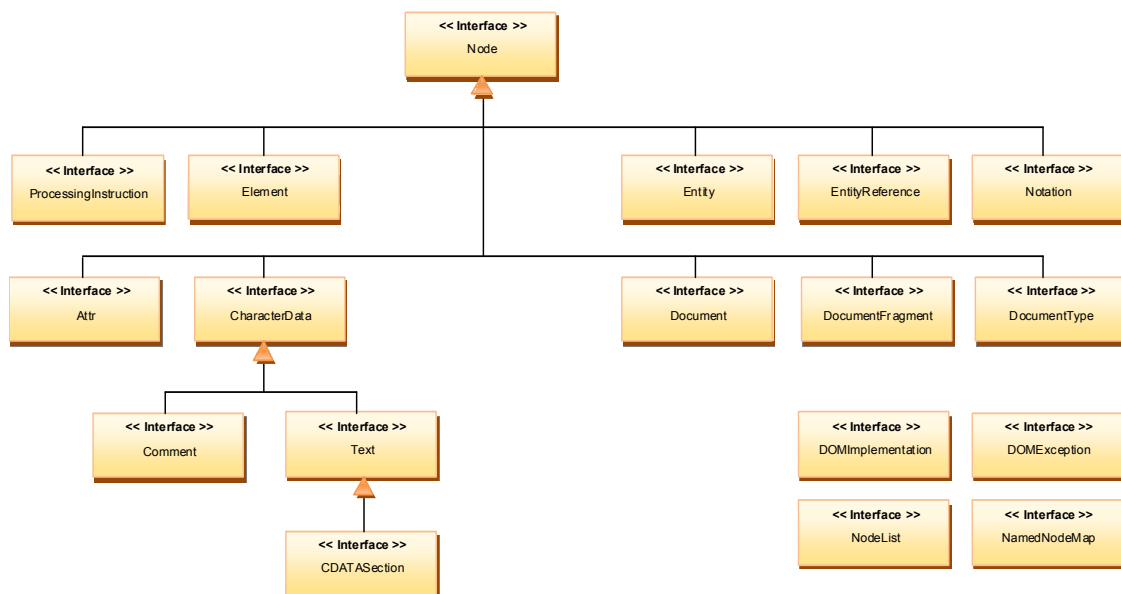 << Interface >>
Node
<< Interface >>
ProcessingInstruction
<< Interface >>
Element
<< Interface >>
Entity
<< Interface >>
EntityReference
<< Interface >>
Notation
<< Interface >>
Attr
<< Interface >>
CharacterData
<< Interface >>
Document
<< Interface >>
DocumentFragment
<< Interface >>
DocumentType
<< Interface >>
Comment
<< Interface >>
Text
<< Interface >>
DOMImplementation
<< Interface >>
DOMException
<< Interface >>
CDATASection
<< Interface >>
NodeList
<< Interface >>
NamedNodeMap